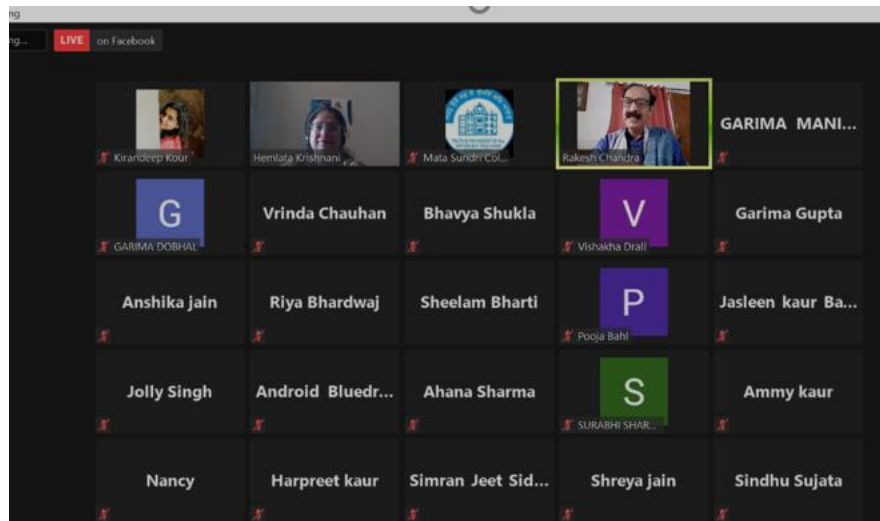 ng
ng...
LIVE on Facebook
Kirandeep Kour
Hemlata Krishnani
Mata Sundri Col...
Rakesh Chandra
GARIMA MANI...
G
GARIMA DOBHAL
Vrinda Chauhan
Bhavya Shukla
V
Vishakha Drall
Garima Gupta
Anshika jain
Riya Bhardwaj
Sheelam Bharti
P
Pooja Bahl
Jasleen kaur Ba...
Jolly Singh
Android Bluedr...
Ahana Sharma
S
SURABHI SHAR...
Ammy kaur
Nancy
Harpreet kaur
Simran Jeet Sid...
Shreya jain
Sindhu Sujata